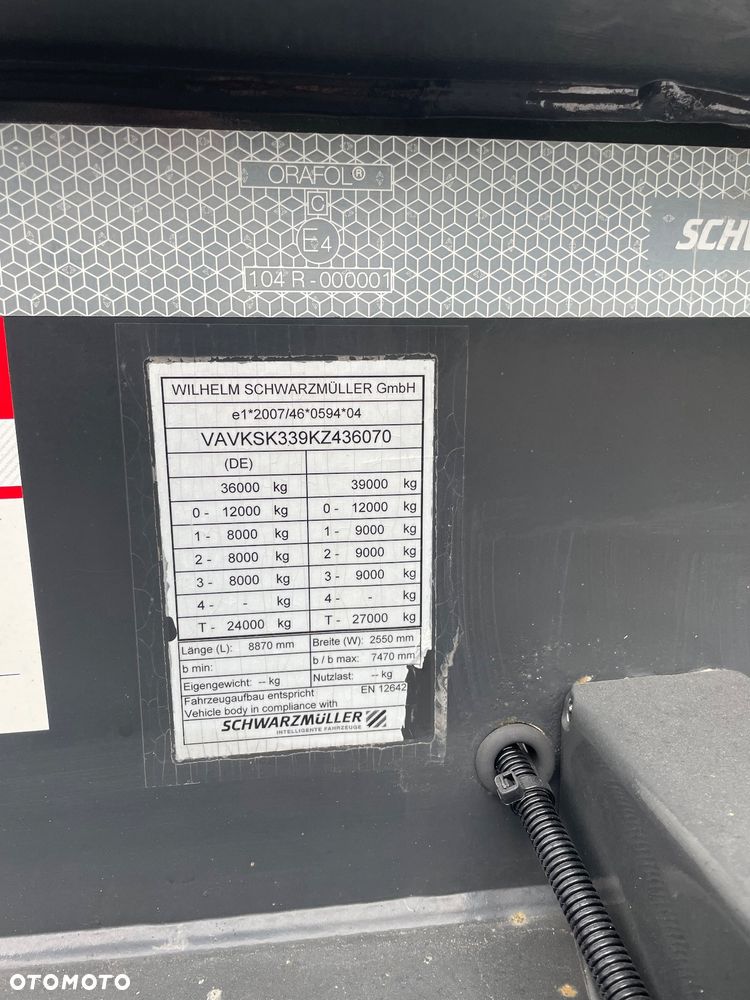 ORAFOL®
C
E4
104 R - 000001
SCH
WILHELM SCHWARZMÜLLER GmbH
e1*2007/46*0594*04
VAVKSK339KZ436070
(DE)
36000 kg 39000 kg
0 - 12000 kg 0 - 12000 kg
1 - 8000 kg 1 - 9000 kg
2 - 8000 kg 2 - 9000 kg
3 - 8000 kg 3 - 9000 kg
4 - - kg 4 - - kg
T - 24000 kg T - 27000 kg
Länge (L): 8870 mm Breite (W): 2550 mm
b min: b / b max: 7470 mm
Eigengewicht: -- kg Nutzlast: -- kg
Fahrzeugaufbau entspricht EN 12642
Vehicle body in compliance with
SCHWARZMÜLLER
INTELLIGENTE FAHRZEUGE
OTOMOTO